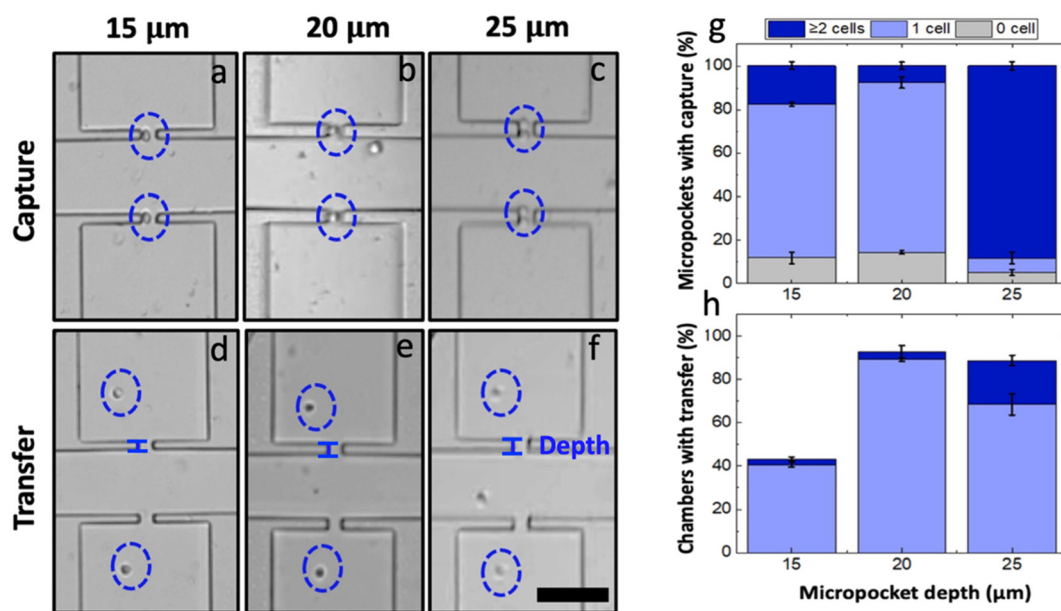 15 µm
20 µm
25 µm
Capture
a
b
c
Transfer
d
e
f
Depth
g
≥2 cells
1 cell
0 cell
Micropockets with capture (%)
100
80
60
40
20
0
15
20
25
h
Chambers with transfer (%)
100
80
60
40
20
0
15
20
25
Micropocket depth (µm)